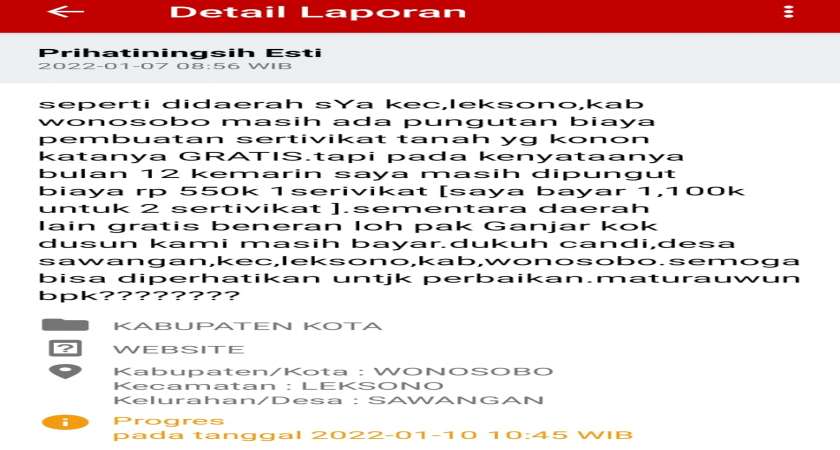 Detail Laporan
Prihatiningsih Esti
2022-01-07 08:56 WIB
seperti didaerah sYa kec,leksono,kab
wonosobo masih ada pungutan biaya
pembuatan sertivikat tanah yg konon
katanya GRATIS.tapi pada kenyataanya
bulan 12 kemarin saya masih dipungut
biaya rp 550k 1serivikat [saya bayar 1,100k
untuk 2 sertivikat ].sementara daerah
lain gratis beneran loh pak Ganjar kok
dusun kami masih bayar.dukuh candi,desa
sawangan,kec,leksono,kab,wonosobo.semoga
bisa diperhatikan untjk perbaikan.maturauwun
bpk????????
KABUPATEN KOTA
WEBSITE
Kabupaten/Kota : WONOSOBO
Kecamatan : LEKSONO
Kelurahan/Desa : SAWANGAN
Progres
pada tanggal 2022-01-10 10:45 WIB